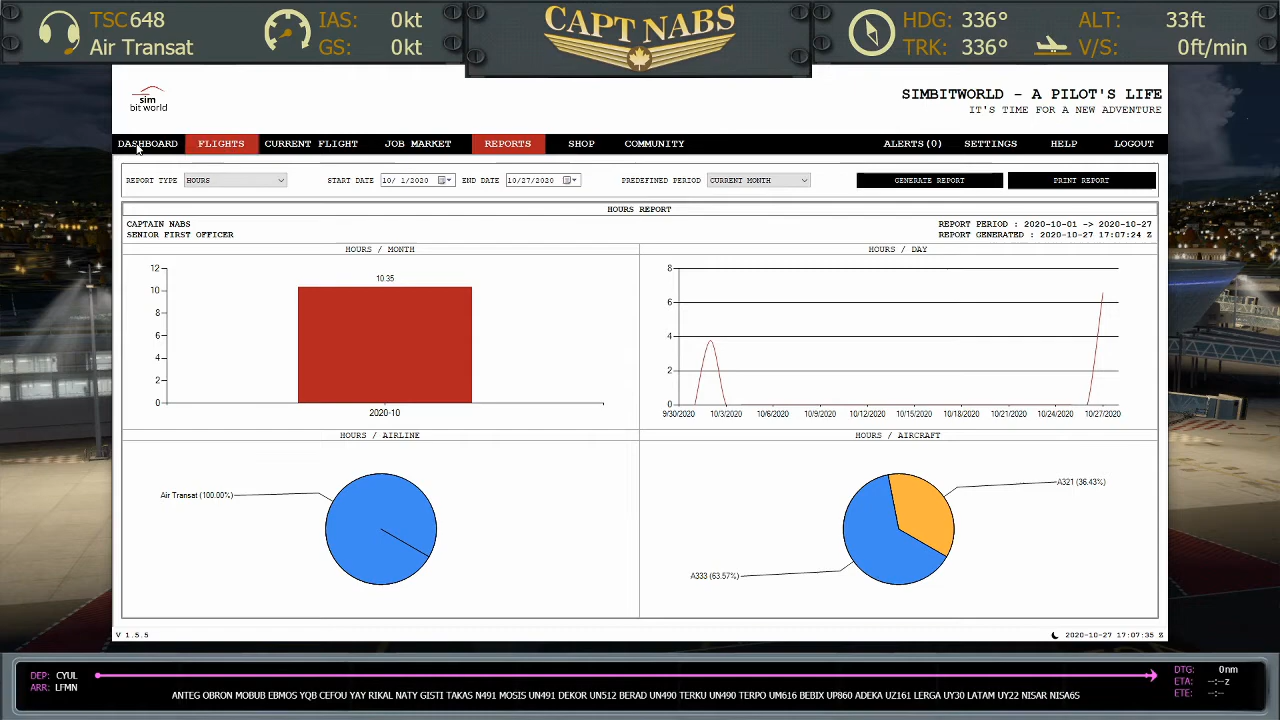 TSC648
Air Transat
IAS: 0kt
GS: 0kt
CAPT NABS
HDG: 336°
TRK: 336°
ALT: 33ft
V/S: 0ft/min
sim
bit world
SIMBITWORLD - A PILOT'S LIFE
IT'S TIME FOR A NEW ADVENTURE
DASHBOARD FLIGHTS CURRENT FLIGHT JOB MARKET REPORTS SHOP COMMUNITY ALERTS(0) SETTINGS HELP LOGOUT
REPORT TYPE HOURS START DATE 10/ 1/2020 END DATE 10/27/2020 PREDEFINED PERIOD CURRENT MONTH GENERATE REPORT PRINT REPORT
HOURS REPORT
CAPTAIN NABS
SENIOR FIRST OFFICER
REPORT PERIOD : 2020-10-01 -> 2020-10-27
REPORT GENERATED : 2020-10-27 17:07:24 Z
HOURS / MONTH
12
10
8
6
4
2
0
10.35
2020-10
HOURS / DAY
8
6
4
2
0
9/30/2020 10/3/2020 10/6/2020 10/9/2020 10/12/2020 10/15/2020 10/18/2020 10/21/2020 10/24/2020 10/27/2020
HOURS / AIRLINE
Air Transat (100.00%)
HOURS / AIRCRAFT
A321 (36.43%)
A333 (63.57%)
V 1.5.5
2020-10-27 17:07:35 Z
DEP: CYUL
ARR: LFMN
ANTEG OBRON MOBUB EBMOS YQB CEFOU YAY RIKAL NATY GISTI TAKAS N491 MOSIS UN491 DEKOR UN512 BERAD UN490 TERKU UN490 TERPO UM616 BEBIX UP860 ADEKA UZ161 LERGA UY30 LATAM UY22 NISAR NISA6S
DTG: 0nm
ETA: --:--z
ETE: --:--